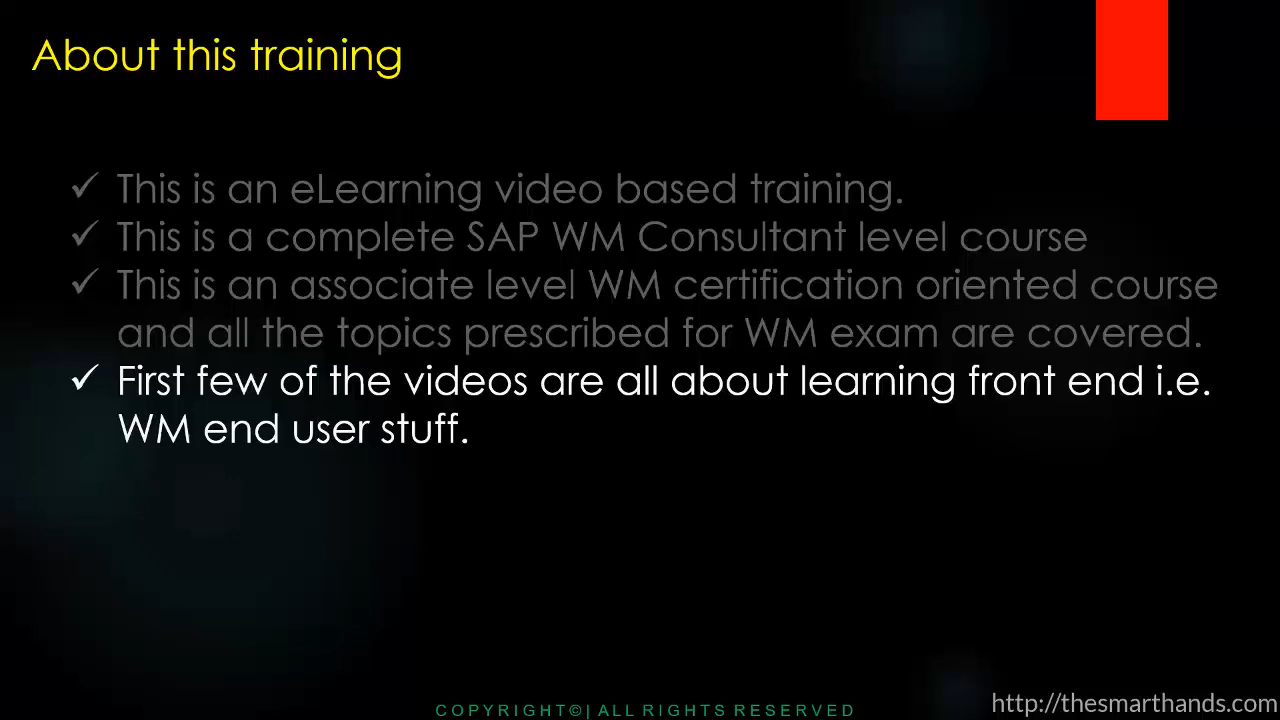 About this training
✓ This is an eLearning video based training.
✓ This is a complete SAP WM Consultant level course
✓ This is an associate level WM certification oriented course
and all the topics prescribed for WM exam are covered.
✓ First few of the videos are all about learning front end i.e.
WM end user stuff.
COPYRIGHT©| ALL RIGHTS RESERVED
http://thesmarthands.com